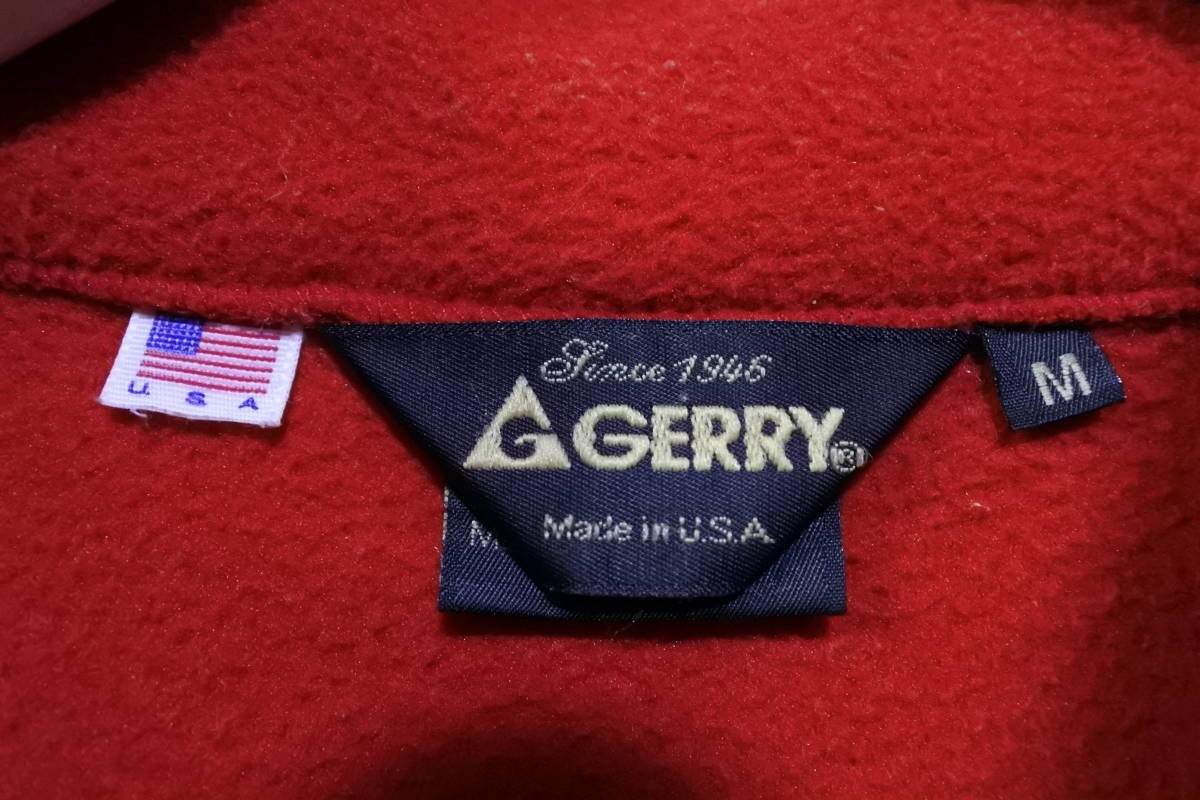 Since 1946
G GERRY®
Made in U.S.A.
U. S. A
M